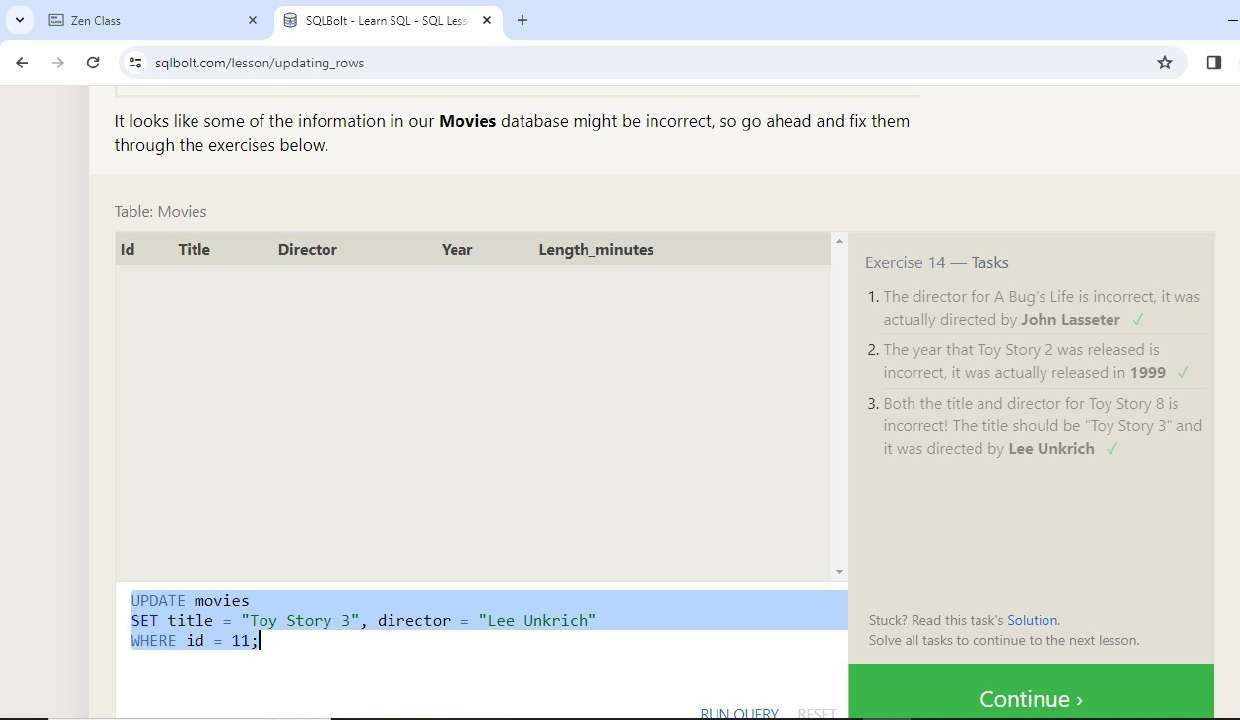 Zen Class
SQLBolt - Learn SQL - SQL Less
sqlbolt.com/lesson/updating_rows
It looks like some of the information in our Movies database might be incorrect, so go ahead and fix them
through the exercises below.
Table: Movies
Id Title Director Year Length_minutes
UPDATE movies
SET title = "Toy Story 3", director = "Lee Unkrich"
WHERE id = 11;
RUN QUERY RESET
Exercise 14 — Tasks
1. The director for A Bug's Life is incorrect, it was
actually directed by John Lasseter ✓
2. The year that Toy Story 2 was released is
incorrect, it was actually released in 1999 ✓
3. Both the title and director for Toy Story 8 is
incorrect! The title should be "Toy Story 3" and
it was directed by Lee Unkrich ✓
Stuck? Read this task's Solution.
Solve all tasks to continue to the next lesson.
Continue ›